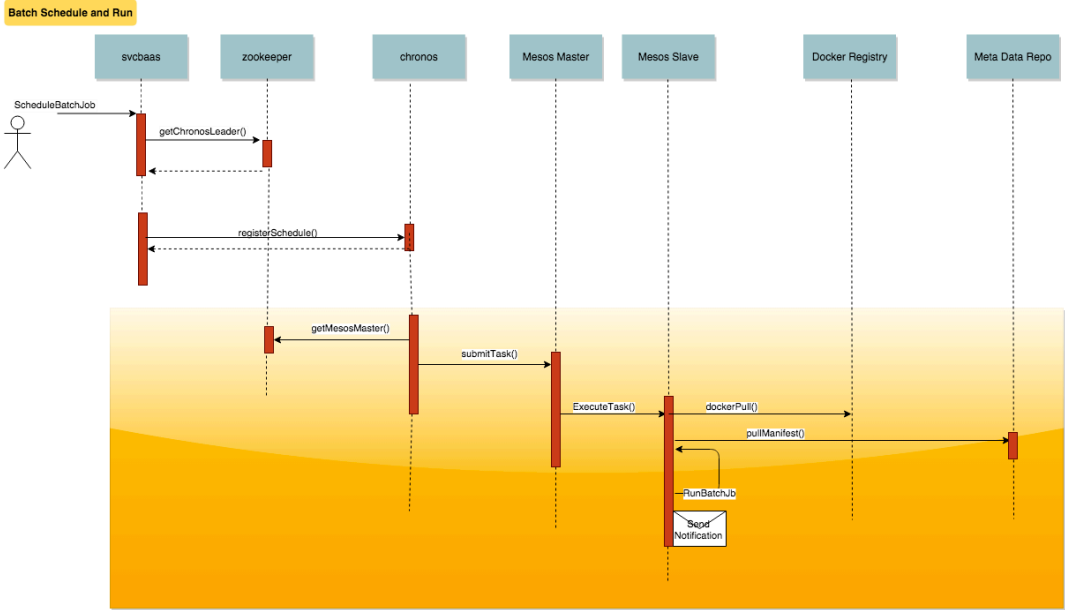 Batch Schedule and Run
svcbaas
zookeeper
chronos
Mesos Master
Mesos Slave
Docker Registry
Meta Data Repo
ScheduleBatchJob
getChronosLeader()
registerSchedule()
getMesosMaster()
submitTask()
ExecuteTask()
dockerPull()
pullManifest()
RunBatchJb
Send
Notification